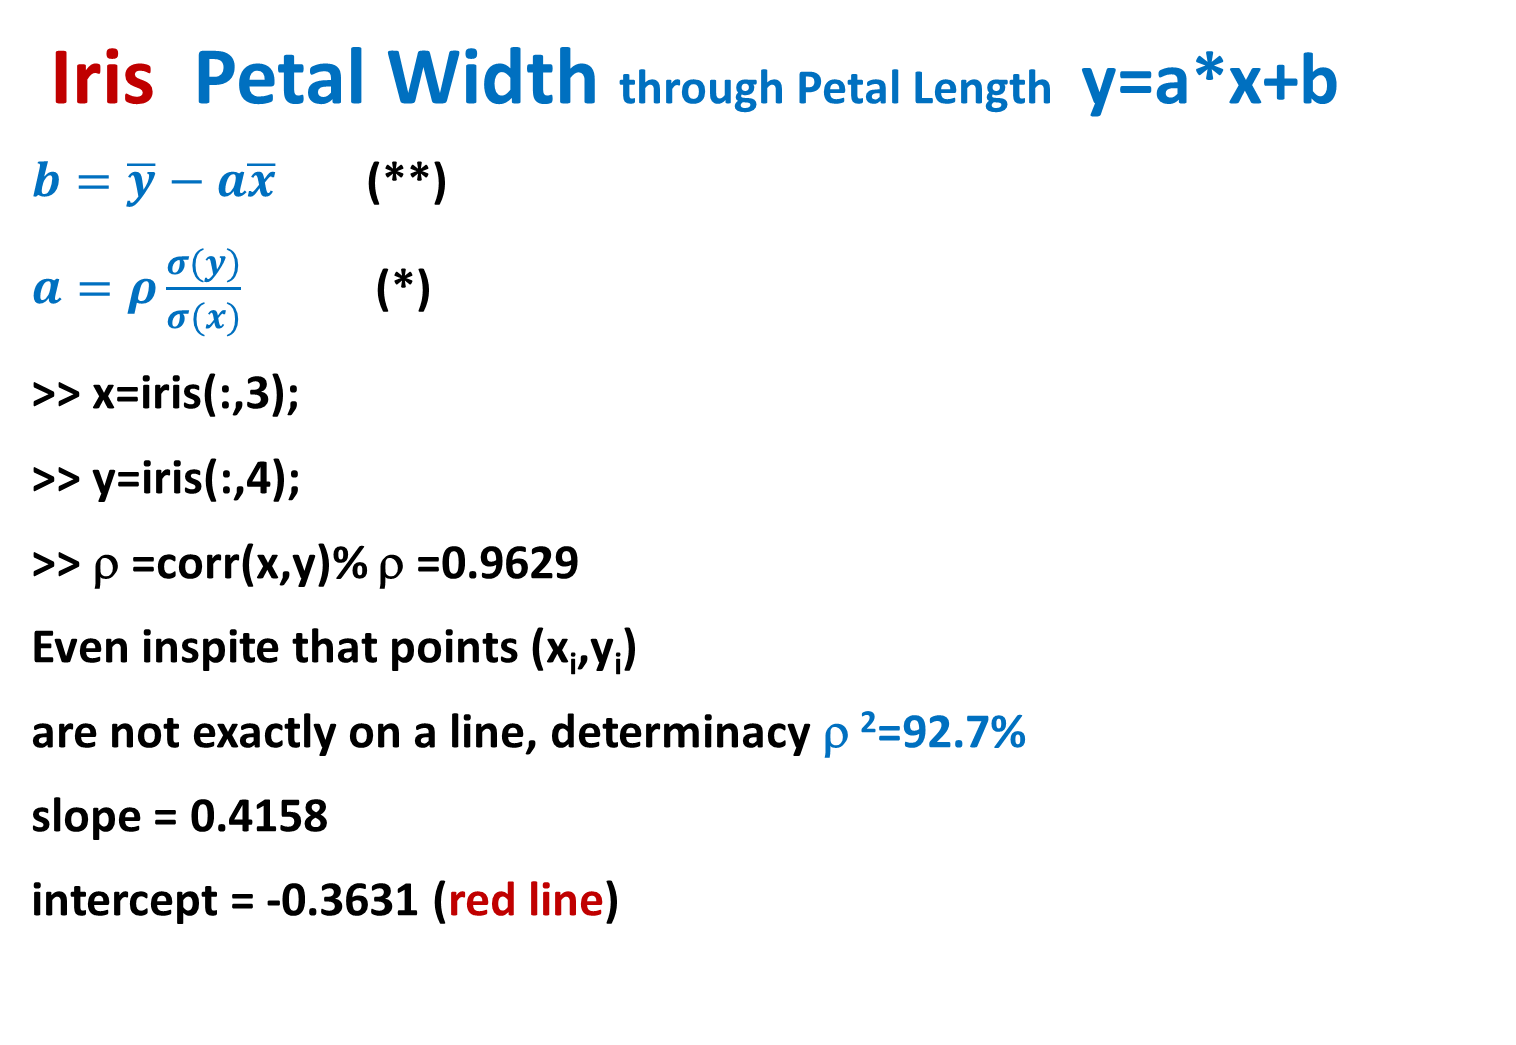 Iris Petal Width through Petal Length y=a*x+b
b = y̅ − ax̅ (**)
a = ρ σ(y)/σ(x) (*)
>> x=iris(:,3);
>> y=iris(:,4);
>> ρ =corr(x,y)% ρ =0.9629
Even inspite that points (xᵢ,yᵢ)
are not exactly on a line, determinacy ρ ²=92.7%
slope = 0.4158
intercept = -0.3631 (red line)